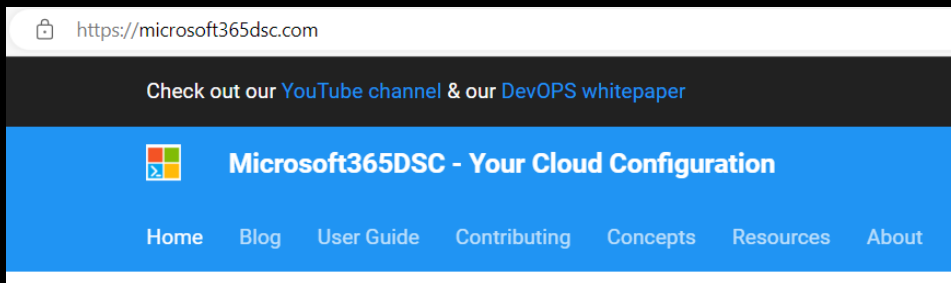 https://microsoft365dsc.com
Check out our YouTube channel & our DevOPS whitepaper
Microsoft365DSC - Your Cloud Configuration
Home Blog User Guide Contributing Concepts Resources About